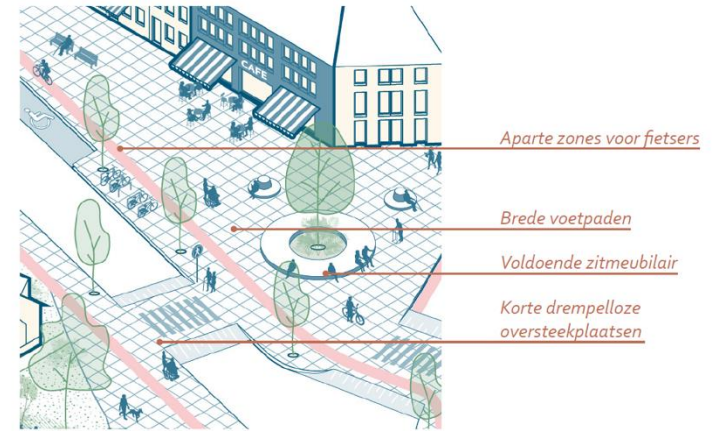 CAFE
Aparte zones voor fietsers
Brede voetpaden
Voldoende zitmeubilair
Korte drempelloze
oversteekplaatsen